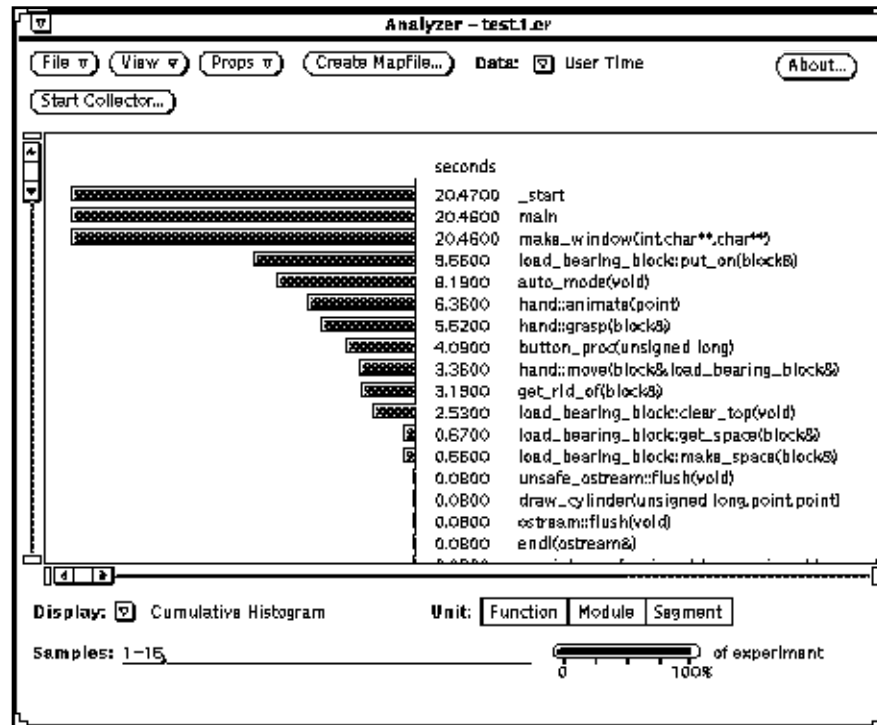 Analyzer – test.1.er
File View Props Create Mapfile... Data: User Time About...
Start Collector...
seconds
20.4700 _start
20.4600 main
20.4600 make_window(int,char**,char**)
9.6600 load_bearing_block::put_on(block&)
8.1900 auto_mode(void)
6.3600 hand::animate(point)
5.6200 hand::grasp(block&)
4.0900 button_proc(unsigned long)
3.3600 hand::move(block&,load_bearing_block&)
3.1900 get_rid_of(block&)
2.5300 load_bearing_block::clear_top(void)
0.6700 load_bearing_block::get_space(block&)
0.6600 load_bearing_block::make_space(block&)
0.0800 unsafe_ostream::flush(void)
0.0800 draw_cylinder(unsigned long,point,point)
0.0800 ostream::flush(void)
0.0800 endl(ostream&)
Display: Cumulative Histogram Unit: Function Module Segment
Samples: 1-15 of experiment
0 100%